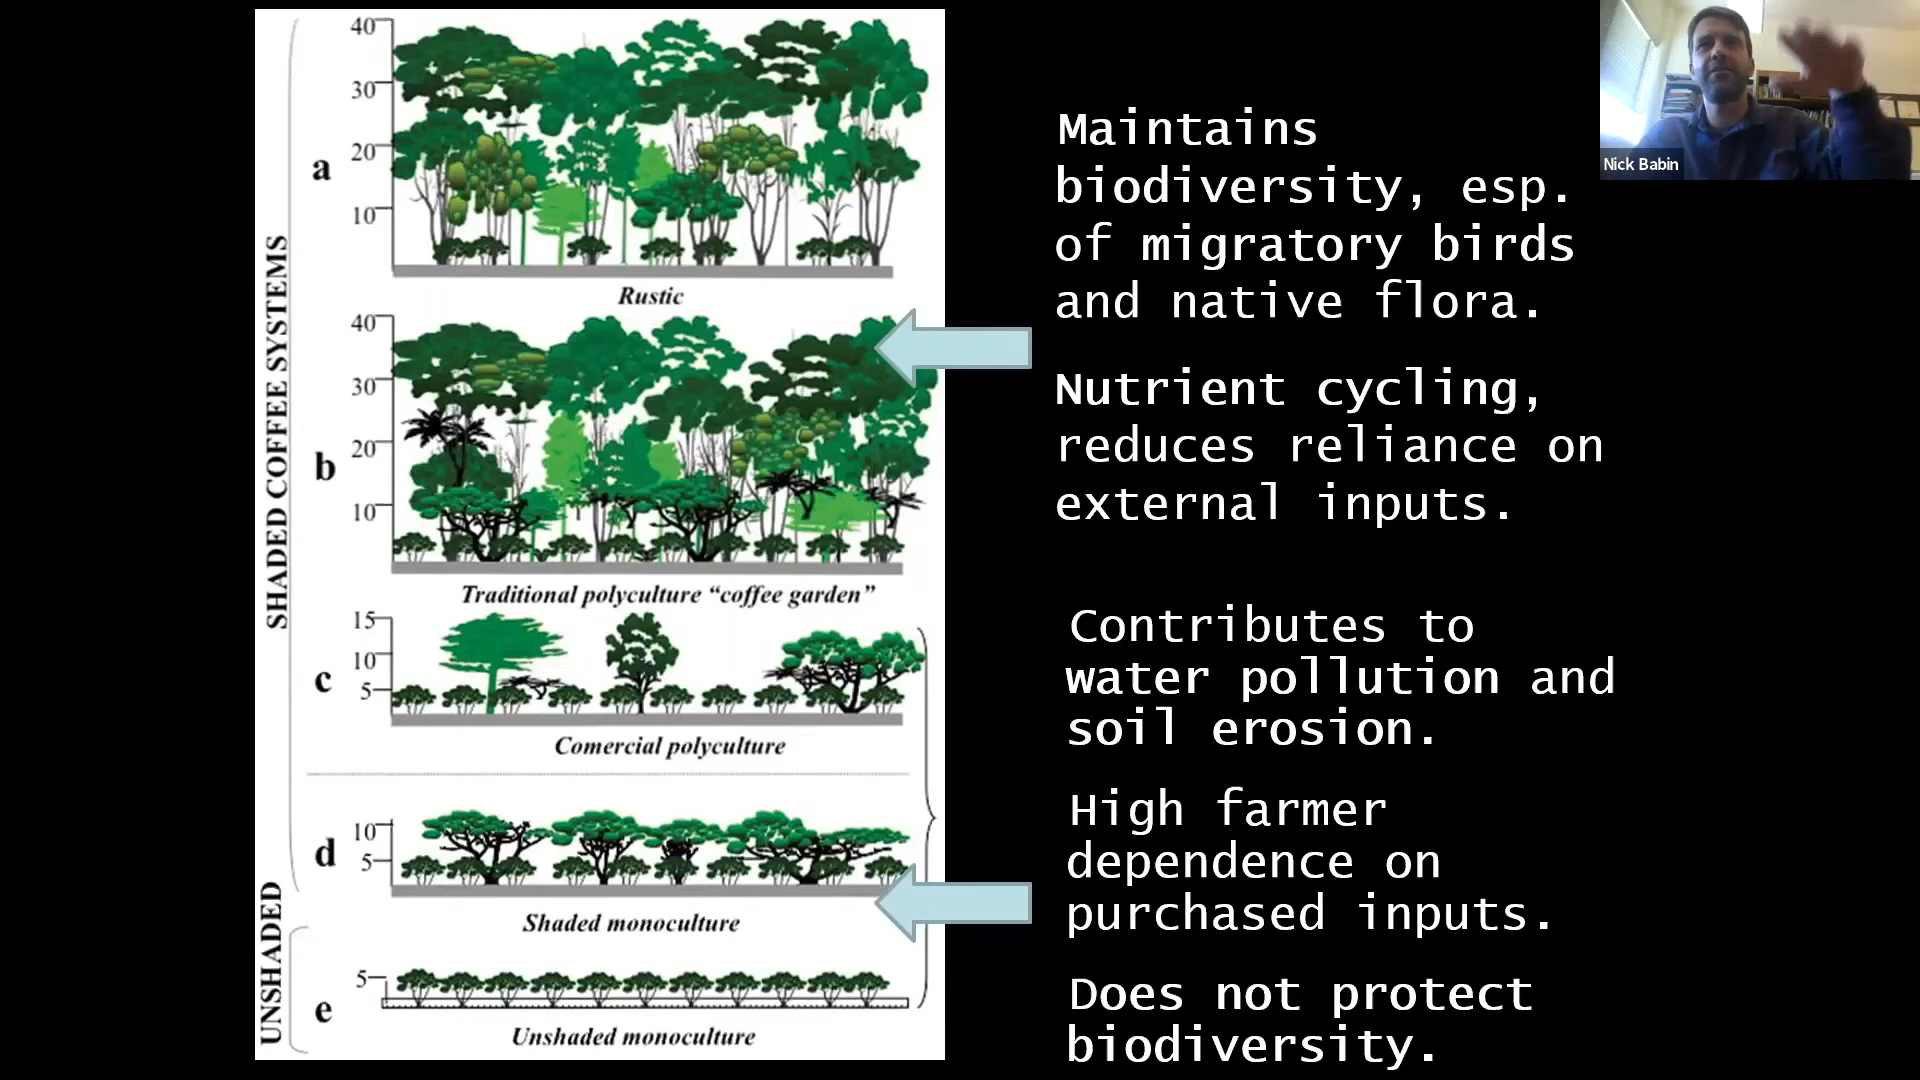 SHADED COFFEE SYSTEMS
UNSHADED
a
40
30
20
10
Rustic
b
40
30
20
10
Traditional polyculture “coffee garden”
c
15
10
5
Comercial polyculture
d
10
5
Shaded monoculture
e
5
Unshaded monoculture
Maintains
biodiversity, esp.
of migratory birds
and native flora.
Nutrient cycling,
reduces reliance on
external inputs.
Contributes to
water pollution and
soil erosion.
High farmer
dependence on
purchased inputs.
Does not protect
biodiversity.
Nick Babin